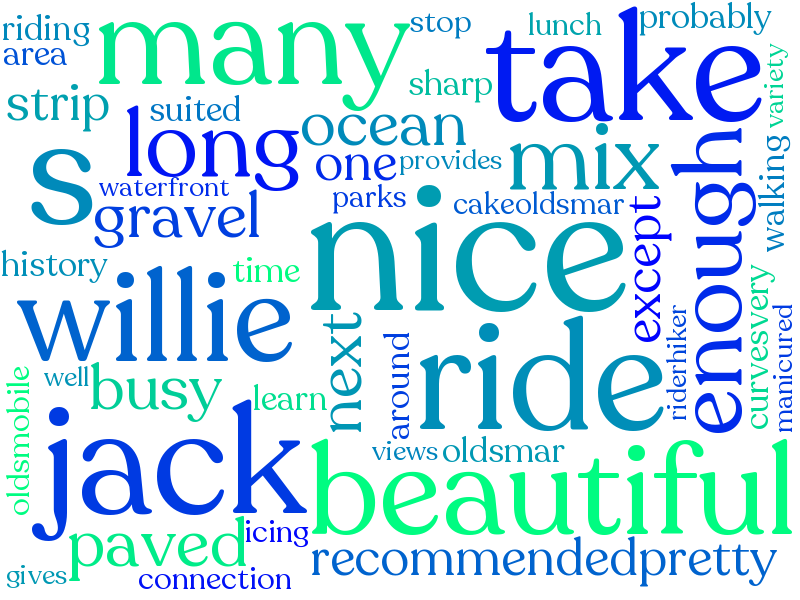 riding
many
stop
lunch
probably
area
take
sharp
variety
strip
suited
long
ocean
one
provides
mix
enough
walking
s
waterfront
parks
cakeoldsmar
gravel
nice
except
history
time
willie
next
ride
around
riderhiker
curvesvery
manicured
well
busy
learn
oldsmobile
jack
views
oldsmar
beautiful
paved
icing
recommendedpretty
gives
connection